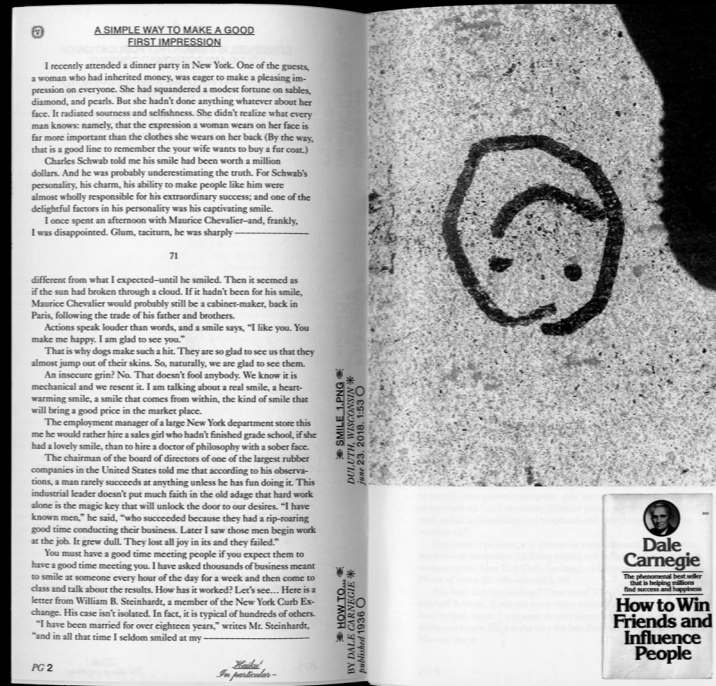 A SIMPLE WAY TO MAKE A GOOD
FIRST IMPRESSION
I recently attended a dinner party in New York. One of the guests,
a woman who had inherited money, was eager to make a pleasing im-
pression on everyone. She had squandered a modest fortune on sables,
diamond, and pearls. But she hadn't done anything whatever about her
face. It radiated sourness and selfishness. She didn't realize what every
man knows: namely, that the expression a woman wears on her face is
far more important than the clothes she wears on her back (By the way,
that is a good line to remember the your wife wants to buy a fur coat.)
Charles Schwab told me his smile had been worth a million
dollars. And he was probably underestimating the truth. For Schwab's
personality, his charm, his ability to make people like him were
almost wholly responsible for his extraordinary success; and one of the
delightful factors in his personality was his captivating smile.
I once spent an afternoon with Maurice Chevalier–and, frankly,
I was disappointed. Glum, taciturn, he was sharply
71
different from what I expected–until he smiled. Then it seemed as
if the sun had broken through a cloud. If it hadn't been for his smile,
Maurice Chevalier would probably still be a cabinet-maker, back in
Paris, following the trade of his father and brothers.
Actions speak louder than words, and a smile says, "I like you. You
make me happy. I am glad to see you."
That is why dogs make such a hit. They are so glad to see us that they
almost jump out of their skins. So, naturally, we are glad to see them.
An insecure grin? No. That doesn't fool anybody. We know it is
mechanical and we resent it. I am talking about a real smile, a heart-
warming smile, a smile that comes from within, the kind of smile that
will bring a good price in the market place.
The employment manager of a large New York department store this
me he would rather hire a sales girl who hadn't finished grade school, if she
had a lovely smile, than to hire a doctor of philosophy with a sober face.
The chairman of the board of directors of one of the largest rubber
companies in the United States told me that according to his observa-
tions, a man rarely succeeds at anything unless he has fun doing it. This
industrial leader doesn't put much faith in the old adage that hard work
alone is the magic key that will unlock the door to our desires. "I have
known men," he said, "who succeeded because they had a rip-roaring
good time conducting their business. Later I saw those men begin work
at the job. It grew dull. They lost all joy in its and they failed."
You must have a good time meeting people if you expect them to
have a good time meeting you. I have asked thousands of business meant
to smile at someone every hour of the day for a week and then come to
class and talk about the results. How has it worked? Let's see... Here is a
letter from William B. Steinhardt, a member of the New York Curb Ex-
change. His case isn't isolated. In fact, it is typical of hundreds of others.
"I have been married for over eighteen years," writes Mr. Steinhardt,
"and in all that time I seldom smiled at my
PG 2
In particular-
SMILE_1.PNG
DULUTH, WISCONSIN
june 23. 2018. 1:53
HOW TO...
BY DALE CARNEGIE
published 1936
Dale
Carnegie
The phenomenal best seller
that is helping millions
find success and happiness
How to Win
Friends and
Influence
People